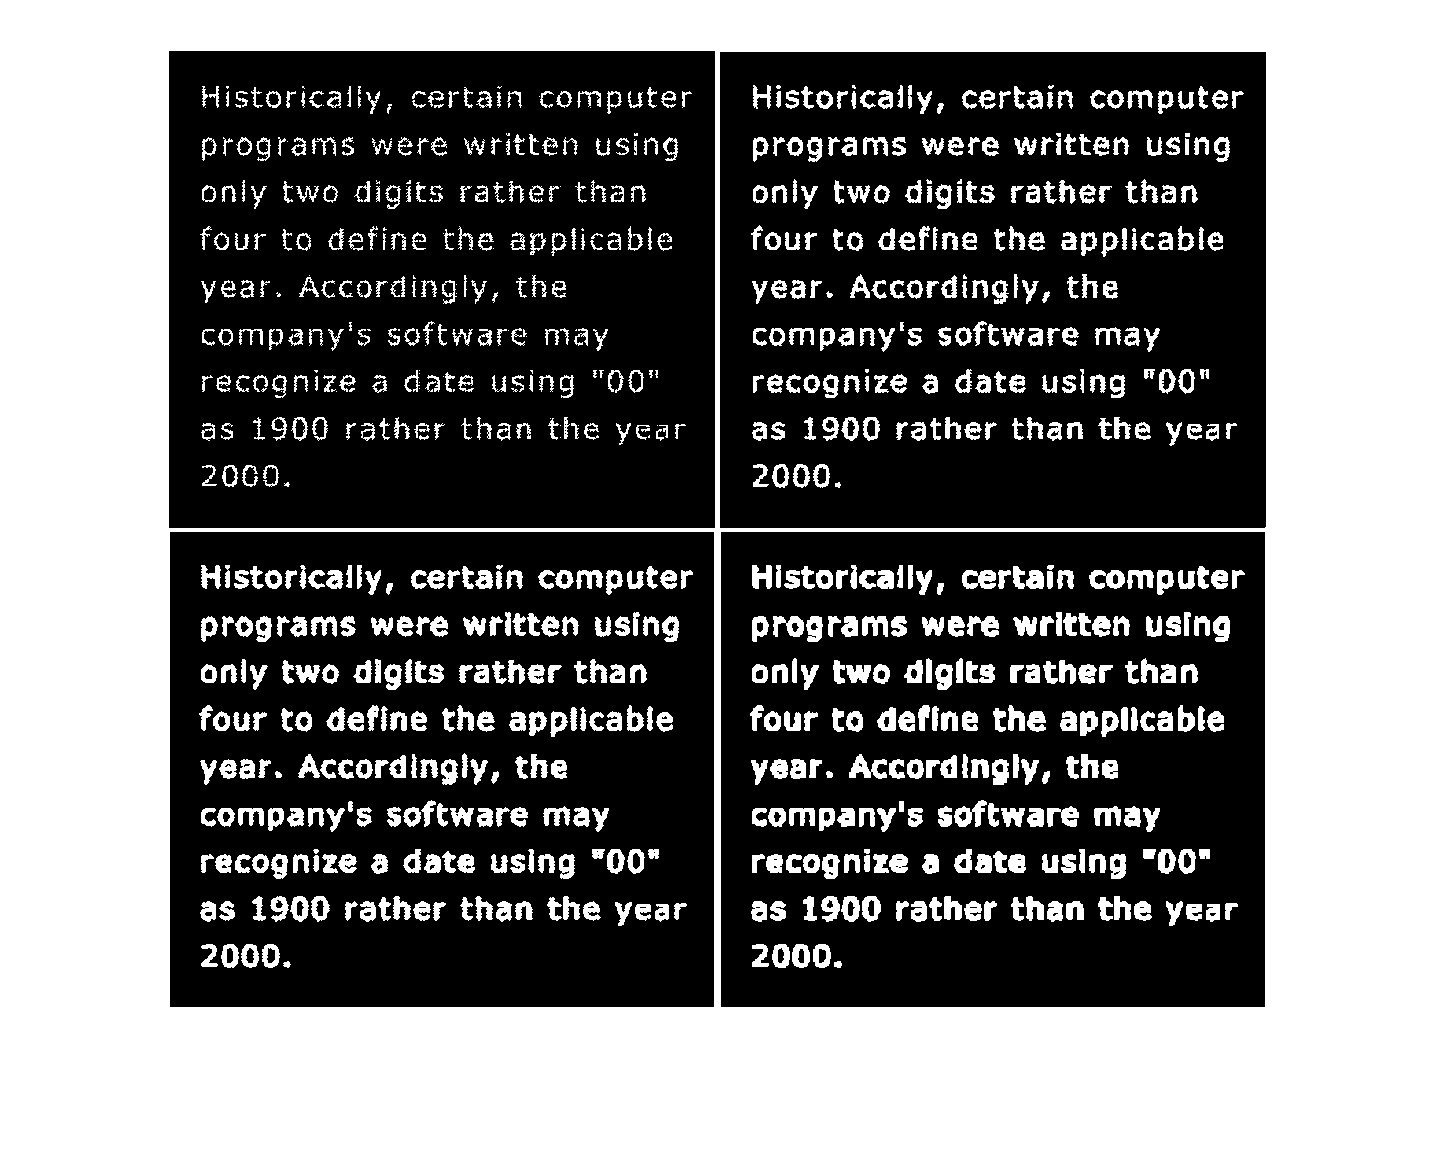 Historically, certain computer
programs were written using
only two digits rather than
four to define the applicable
year. Accordingly, the
company's software may
recognize a date using "00"
as 1900 rather than the year
2000.
Historically, certain computer
programs were written using
only two digits rather than
four to define the applicable
year. Accordingly, the
company's software may
recognize a date using "00"
as 1900 rather than the year
2000.
Historically, certain computer
programs were written using
only two digits rather than
four to define the applicable
year. Accordingly, the
company's software may
recognize a date using "00"
as 1900 rather than the year
2000.
Historically, certain computer
programs were written using
only two digits rather than
four to define the applicable
year. Accordingly, the
company's software may
recognize a date using "00"
as 1900 rather than the year
2000.